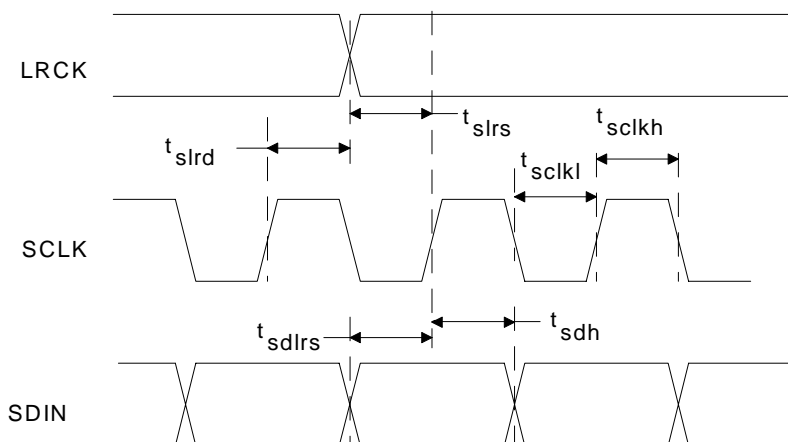 LRCK
t slrs
t sclkh
t slrd
t sclkl
SCLK
t sdlrs
t sdh
SDIN